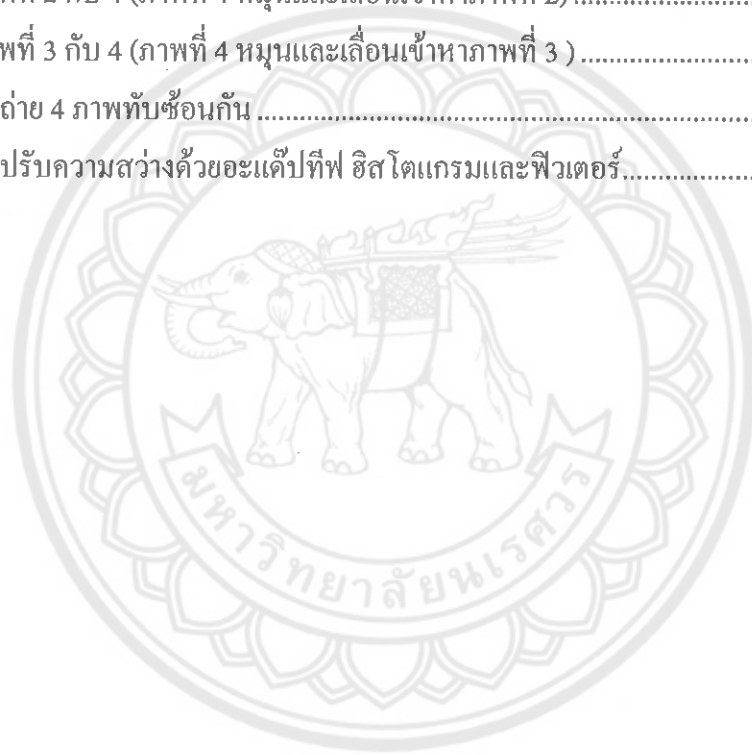 พที่ 3 กับ 4 (ภาพที่ 4 หมุนและเลื่อนเข้าหาภาพที่ 3 ) ........................
ถ่าย 4 ภาพทับซ้อนกัน ......................................................................
ปรับความสว่างด้วยอะแด๊ปทีฟ ฮิสโตแกรมและฟิวเตอร์...................
มหาวิทยาลัยนเรศวร